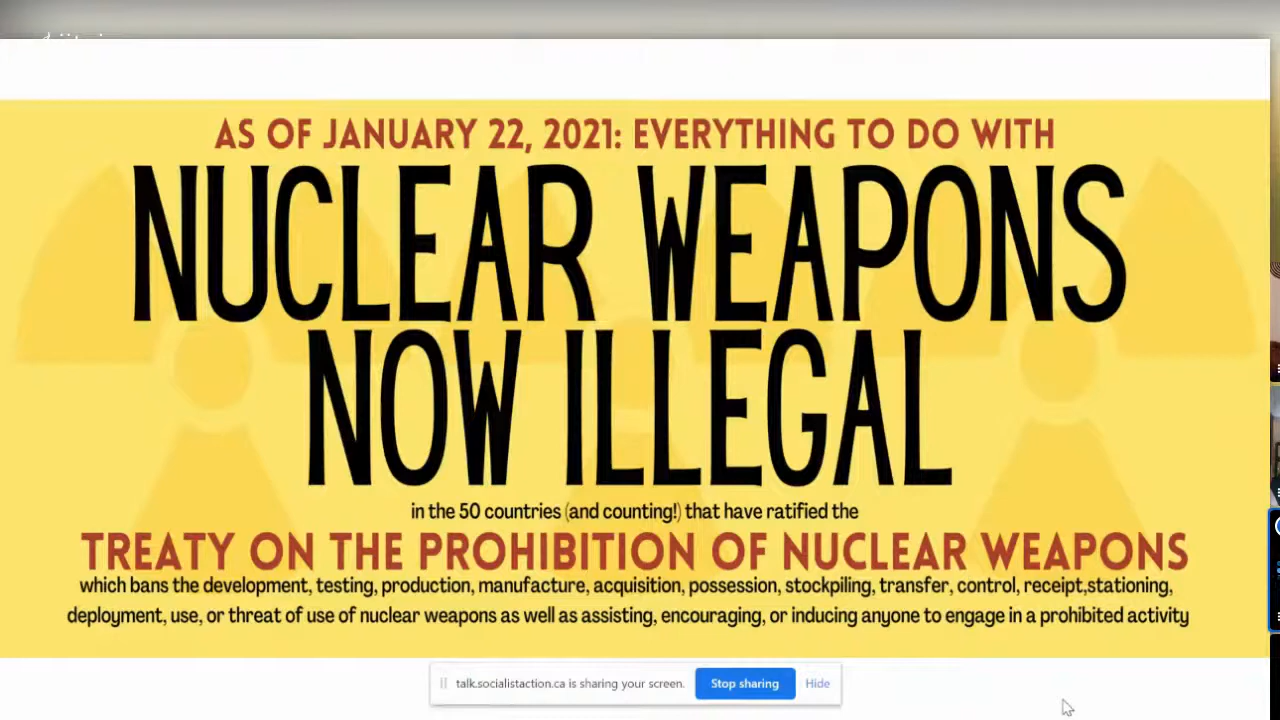 AS OF JANUARY 22, 2021: EVERYTHING TO DO WITH
NUCLEAR WEAPONS
NOW ILLEGAL
in the 50 countries (and counting!) that have ratified the
TREATY ON THE PROHIBITION OF NUCLEAR WEAPONS
which bans the development, testing, production, manufacture, acquisition, possession, stockpiling, transfer, control, receipt,stationing,
deployment, use, or threat of use of nuclear weapons as well as assisting, encouraging, or inducing anyone to engage in a prohibited activity
talk.socialistaction.ca is sharing your screen. Stop sharing Hide